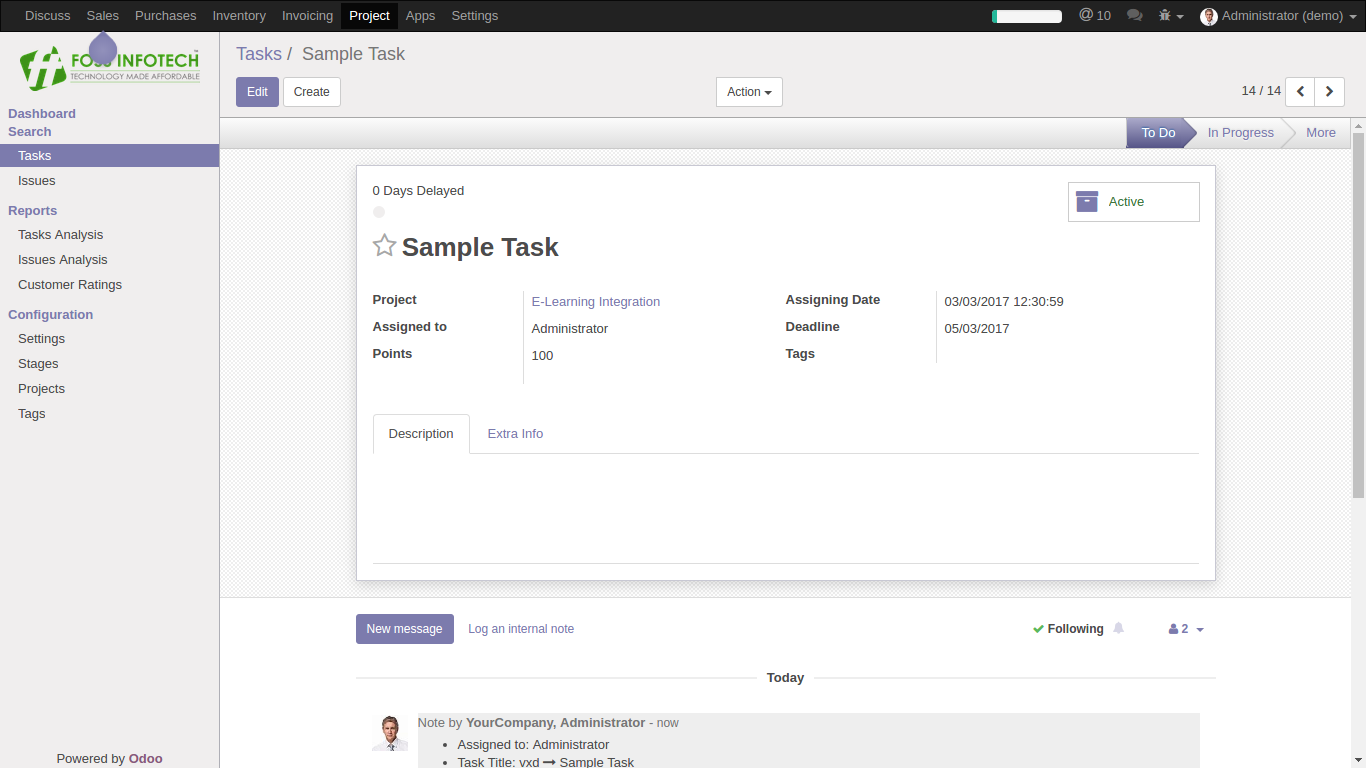 Discuss Sales Purchases Inventory Invoicing Project Apps Settings @ 10 Administrator (demo)
FOSS INFOTECH
TECHNOLOGY MADE AFFORDABLE
Tasks / Sample Task
Edit Create Action 14 / 14
Dashboard
Search
Tasks
Issues
Reports
Tasks Analysis
Issues Analysis
Customer Ratings
Configuration
Settings
Stages
Projects
Tags
Powered by Odoo
To Do In Progress More
0 Days Delayed
Active
Sample Task
Project E-Learning Integration Assigning Date 03/03/2017 12:30:59
Assigned to Administrator Deadline 05/03/2017
Points 100 Tags
Description Extra Info
New message Log an internal note Following 2
Today
Note by YourCompany, Administrator - now
• Assigned to: Administrator
• Task Title: vxd → Sample Task